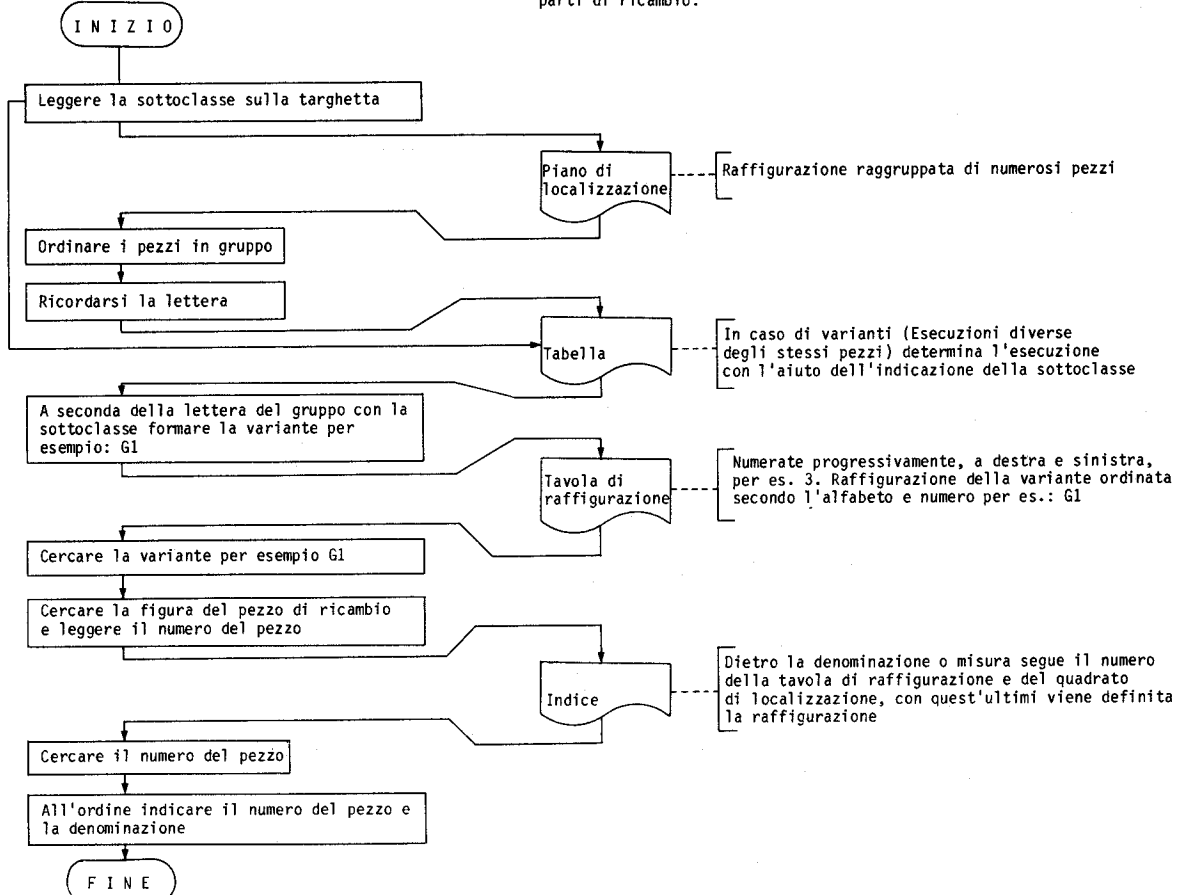 parti di ricambio.
I N I Z I O
Leggere la sottoclasse sulla targhetta
Piano di
localizzazione
Raffigurazione raggruppata di numerosi pezzi
Ordinare i pezzi in gruppo
Ricordarsi la lettera
Tabella
In caso di varianti (Esecuzioni diverse
degli stessi pezzi) determina l'esecuzione
con l'aiuto dell'indicazione della sottoclasse
A seconda della lettera del gruppo con la
sottoclasse formare la variante per
esempio: G1
Tavola di
raffigurazione
Numerate progressivamente, a destra e sinistra,
per es. 3. Raffigurazione della variante ordinata
secondo l'alfabeto e numero per es.: G1
Cercare la variante per esempio G1
Cercare la figura del pezzo di ricambio
e leggere il numero del pezzo
Indice
Dietro la denominazione o misura segue il numero
della tavola di raffigurazione e del quadrato
di localizzazione, con quest'ultimi viene definita
la raffigurazione
Cercare il numero del pezzo
All'ordine indicare il numero del pezzo e
la denominazione
F I N E